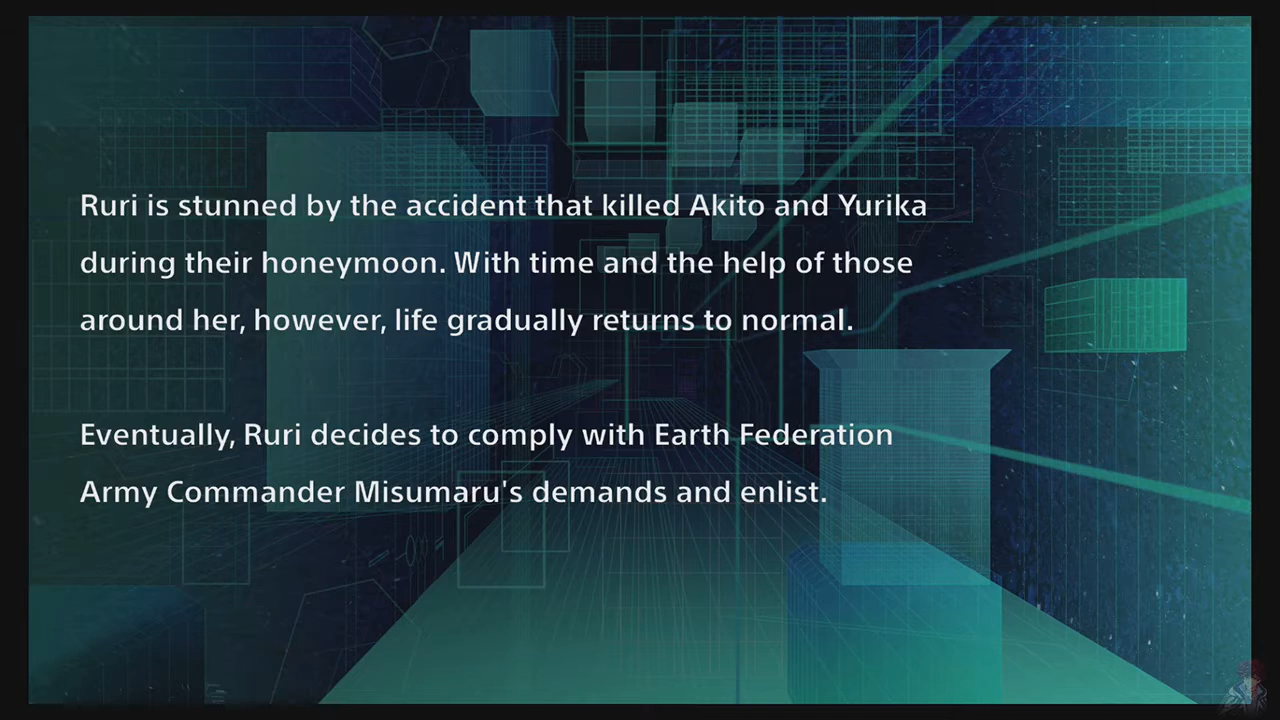 Ruri is stunned by the accident that killed Akito and Yurika
during their honeymoon. With time and the help of those
around her, however, life gradually returns to normal.
Eventually, Ruri decides to comply with Earth Federation
Army Commander Misumaru's demands and enlist.